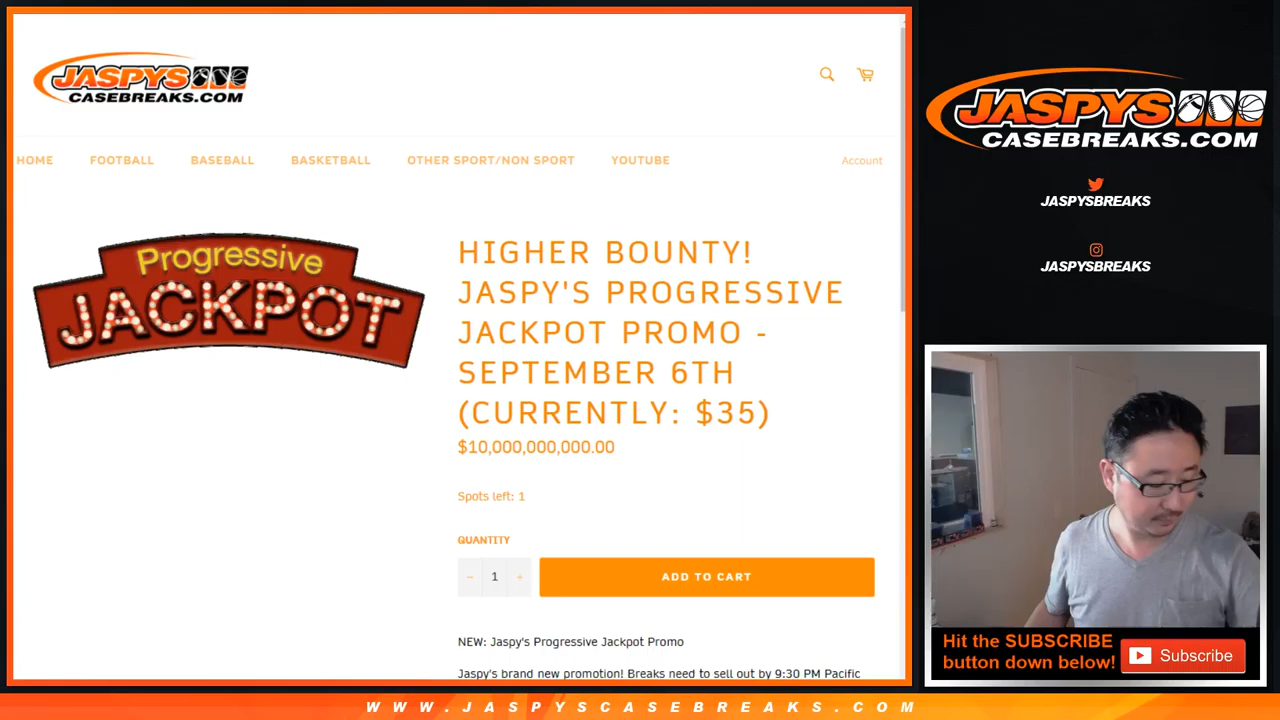 JASPYS
CASEBREAKS.COM
HOME FOOTBALL BASEBALL BASKETBALL OTHER SPORT/NON SPORT YOUTUBE Account
Progressive
JACKPOT
HIGHER BOUNTY!
JASPY'S PROGRESSIVE
JACKPOT PROMO -
SEPTEMBER 6TH
(CURRENTLY: $35)
$10,000,000,000.00
Spots left: 1
QUANTITY
− 1 +
ADD TO CART
NEW: Jaspy's Progressive Jackpot Promo
Jaspy's brand new promotion! Breaks need to sell out by 9:30 PM Pacific
JASPYS
CASEBREAKS.COM
JASPYSBREAKS
JASPYSBREAKS
Hit the SUBSCRIBE
button down below!
Subscribe
WWW.JASPYSCASEBREAKS.COM